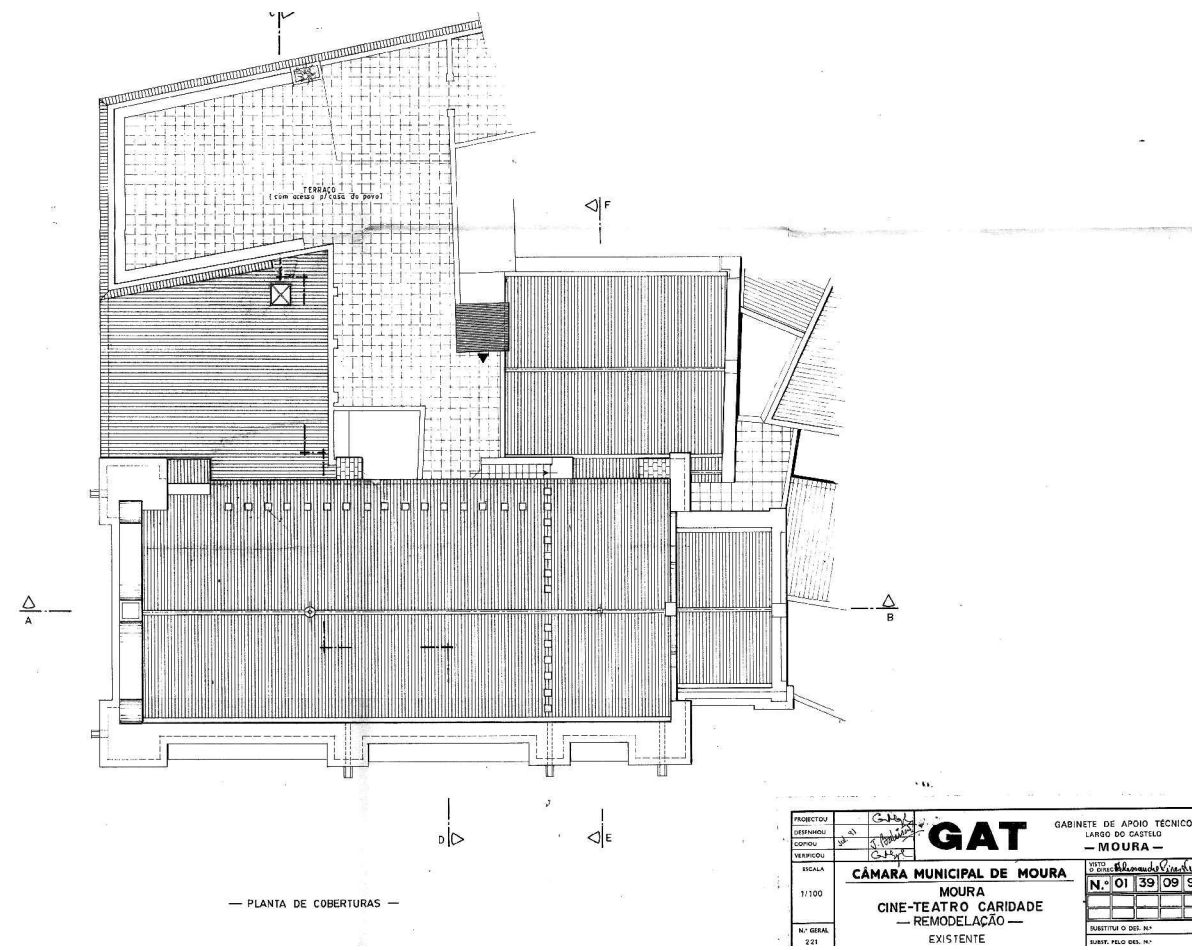 TERRAÇO
( com acesso p/casa do povo)
F
A
B
D
E
— PLANTA DE COBERTURAS —
PROJECTOU
DESENHOU
COPIOU
VERIFICOU
GAT
GABINETE DE APOIO TÉCNICO
LARGO DO CASTELO
— MOURA —
ESCALA
1/100
CÂMARA MUNICIPAL DE MOURA
MOURA
CINE-TEATRO CARIDADE
— REMODELAÇÃO —
EXISTENTE
VISTO
N.º 01 39 09
SUBSTITUI O DES. N.º
SUBST. PELO DES. N.º
N.º GERAL
221